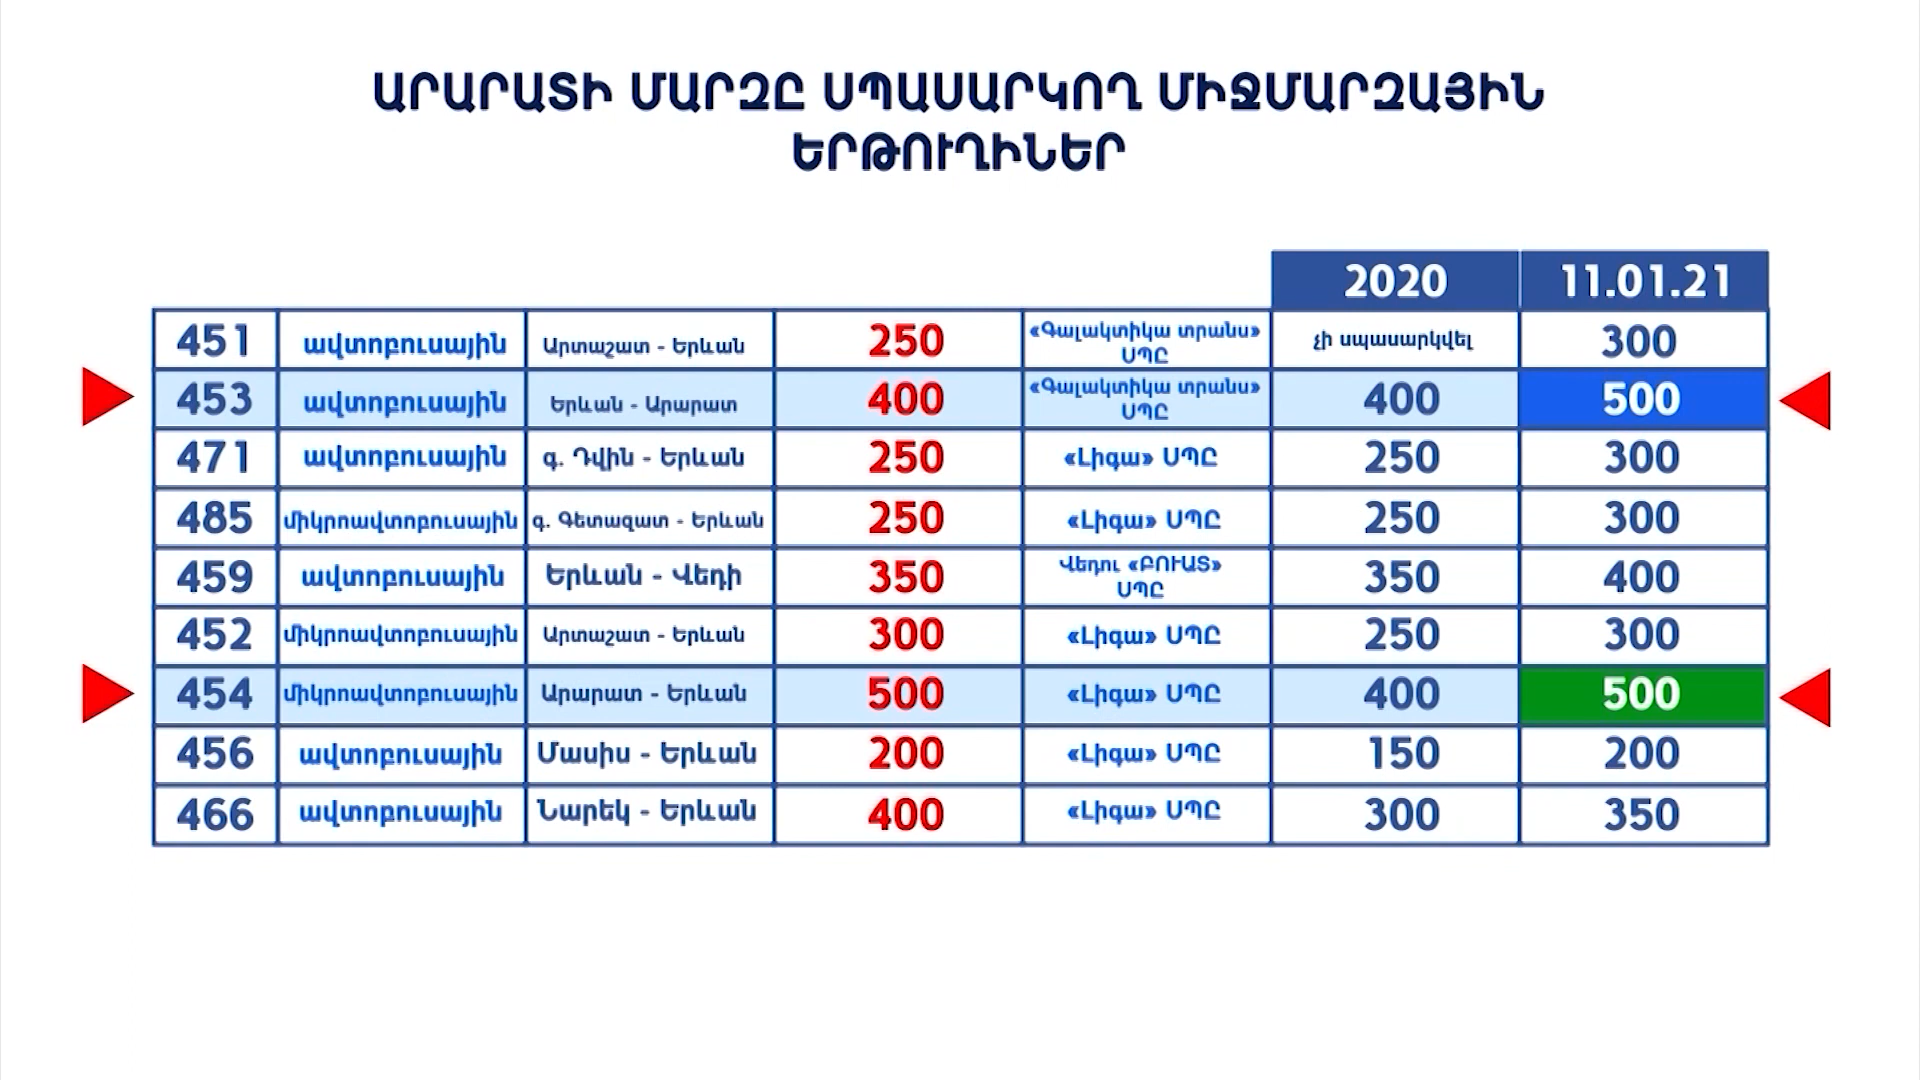 ԱՐԱՐԱՏԻ ՄԱՐԶԸ ՍՊԱՍԱՐԿՈՂ ՄԻՋՄԱՐԶԱՅԻՆ
ԵՐԹՈՒՂԻՆԵՐ
2020 11.01.21
451 ավտոբուսային Արտաշատ - Երևան 250 «Գալակտիկա տրանս» ՍՊԸ չի սպասարկվել 300
453 ավտոբուսային Երևան - Արարատ 400 «Գալակտիկա տրանս» ՍՊԸ 400 500
471 ավտոբուսային գ. Դվին - Երևան 250 «Լիգա» ՍՊԸ 250 300
485 միկրոավտոբուսային գ. Գետազատ - Երևան 250 «Լիգա» ՍՊԸ 250 300
459 ավտոբուսային Երևան - Վեդի 350 Վեդու «ԲՈՒԱՏ» ՍՊԸ 350 400
452 միկրոավտոբուսային Արտաշատ - Երևան 300 «Լիգա» ՍՊԸ 250 300
454 միկրոավտոբուսային Արարատ - Երևան 500 «Լիգա» ՍՊԸ 400 500
456 ավտոբուսային Մասիս - Երևան 200 «Լիգա» ՍՊԸ 150 200
466 ավտոբուսային Նարեկ - Երևան 400 «Լիգա» ՍՊԸ 300 350